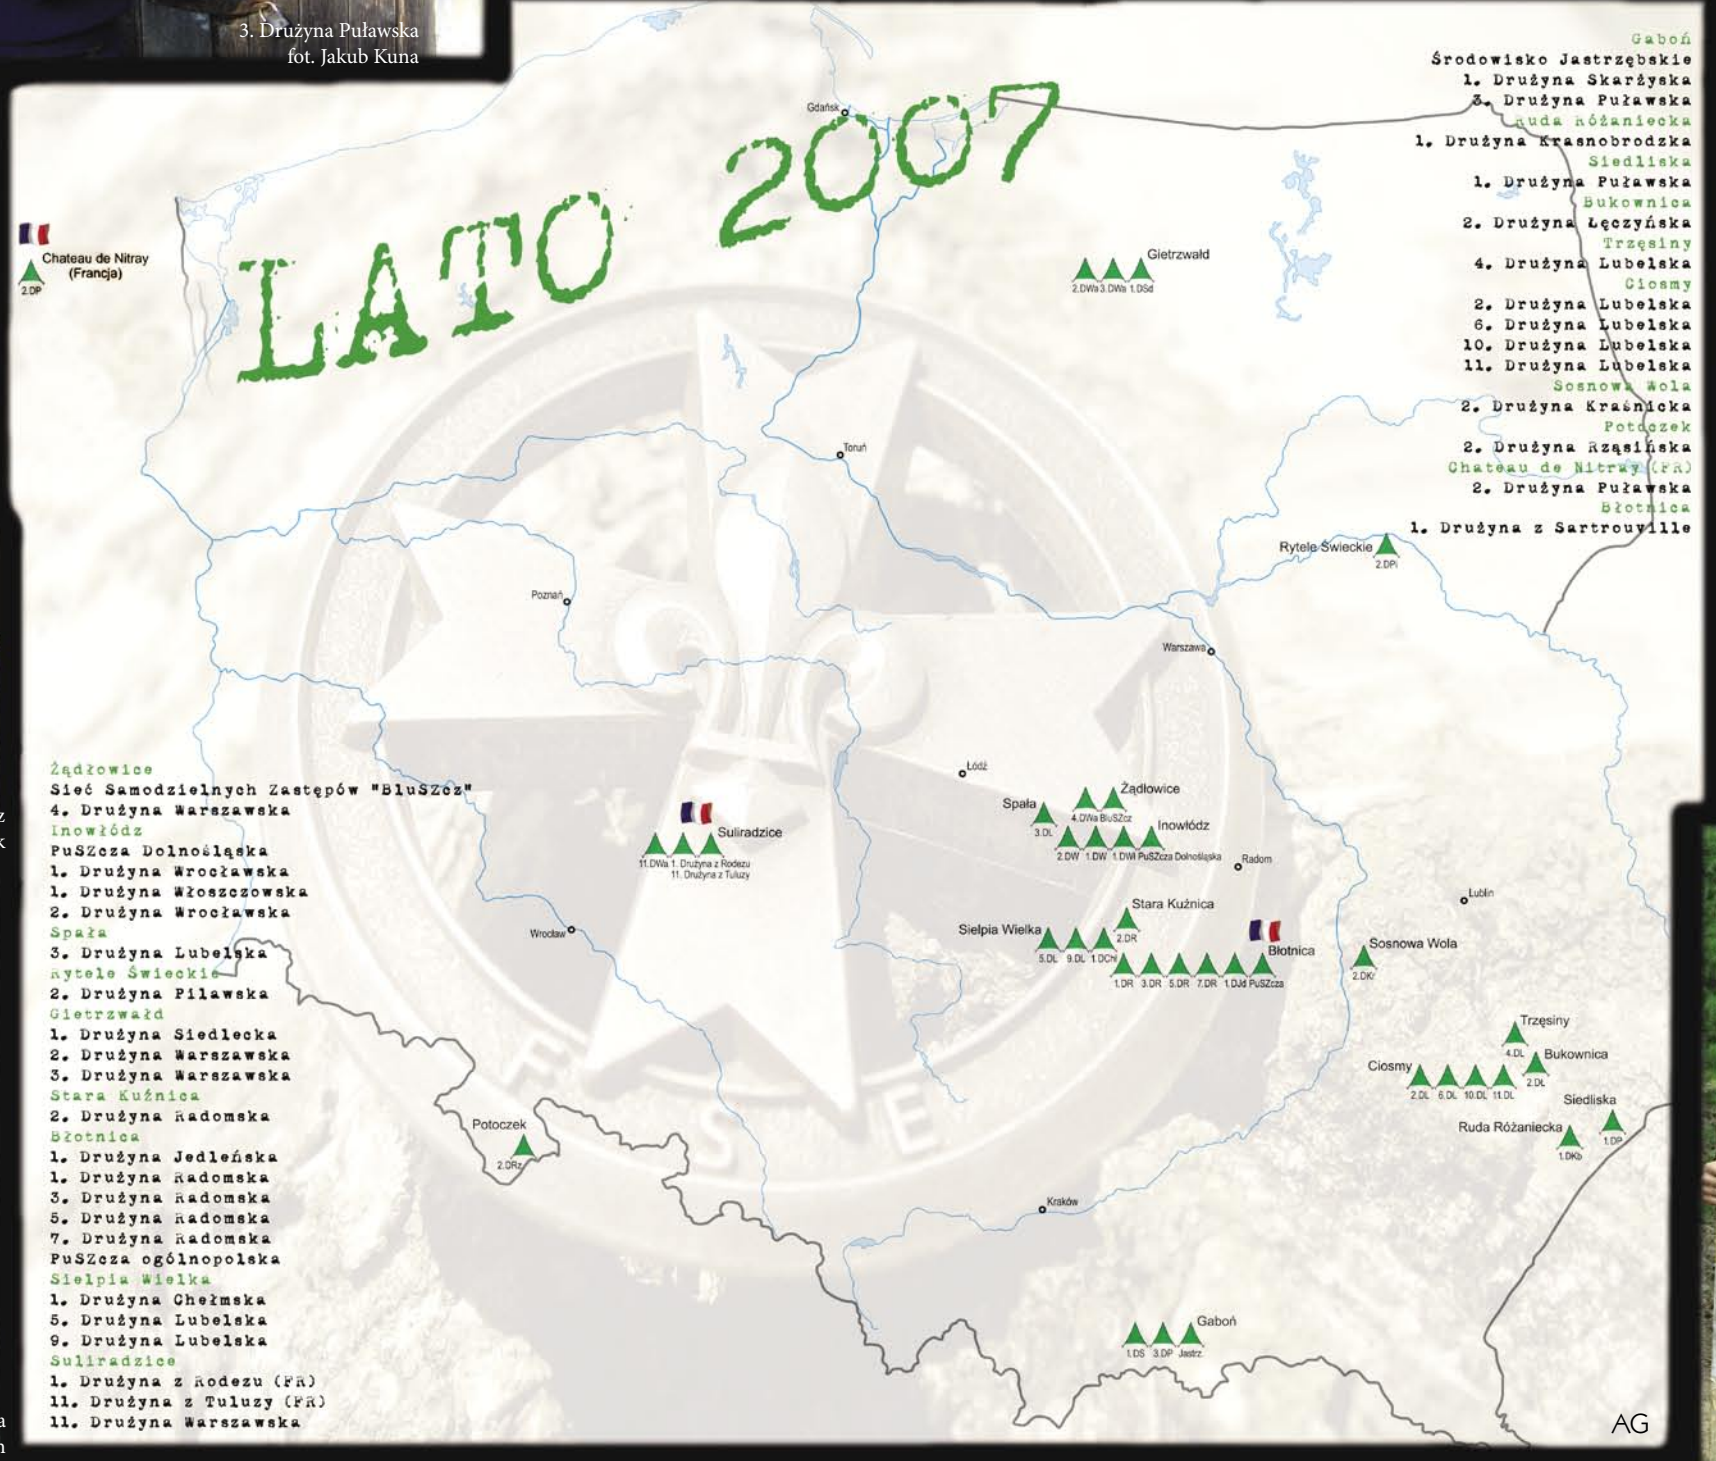 3. Drużyna Puławska
fot. Jakub Kuna
LATO 2007
Gaboń
Środowisko Jastrzębskie
1. Drużyna Skarżyska
3. Drużyna Puławska
Ruda Różaniecka
1. Drużyna Krasnobrodzka
Siedliska
1. Drużyna Puławska
Bukownica
2. Drużyna Łęczyńska
Trzęsiny
4. Drużyna Lubelska
Ciosmy
2. Drużyna Lubelska
6. Drużyna Lubelska
10. Drużyna Lubelska
11. Drużyna Lubelska
Sosnowa Wola
2. Drużyna Kraśnicka
Potoczek
2. Drużyna Rząsińska
Chateau de Nitray (FR)
2. Drużyna Puławska
Błotnica
1. Drużyna z Sartrouville
Gdańsk
Chateau de Nitray
(Francja)
2.DP
Gietrzwałd
2.DWa 3.DWa 1.DSd
Toruń
Rytele Świeckie
2.DPi
Poznań
Warszawa
Łódź
Spała
3.DL
Żądłowice
4.DWa BluSZcz
Inowłódz
2.DW 1.DW 1.DWł PuSZcza Dolnośląska
Suliradzice
11.DWa 1. Drużyna z Rodezu
11. Drużyna z Tuluzy
Radom
Lublin
Stara Kuźnica
2.DR
Sielpia Wielka
5.DL 9.DL 1.DChł
Błotnica
1.DR 3.DR 5.DR 7.DR 1.DJd PuSZcza
Wrocław
Sosnowa Wola
2.DKr
Trzęsiny
4.DL
Bukownica
2.DŁ
Ciosmy
2.DL 6.DL 10.DL 11.DL
Siedliska
1.DP
Ruda Różaniecka
1.DKb
Potoczek
2.DRz
Kraków
Gaboń
1.DS 3.DP Jastrz.
Żądłowice
Sieć Samodzielnych Zastępów "BluSZcz"
4. Drużyna Warszawska
Inowłódz
PuSZcza Dolnośląska
1. Drużyna Wrocławska
1. Drużyna Włoszczowska
2. Drużyna Wrocławska
Spała
3. Drużyna Lubelska
Rytele Świeckie
2. Drużyna Pilawska
Gietrzwałd
1. Drużyna Siedlecka
2. Drużyna Warszawska
3. Drużyna Warszawska
Stara Kuźnica
2. Drużyna Radomska
Błotnica
1. Drużyna Jedleńska
1. Drużyna Radomska
3. Drużyna Radomska
5. Drużyna Radomska
7. Drużyna Radomska
PuSZcza ogólnopolska
Sielpia Wielka
1. Drużyna Chełmska
5. Drużyna Lubelska
9. Drużyna Lubelska
Suliradzice
1. Drużyna z Rodezu (FR)
11. Drużyna z Tuluzy (FR)
11. Drużyna Warszawska
AG